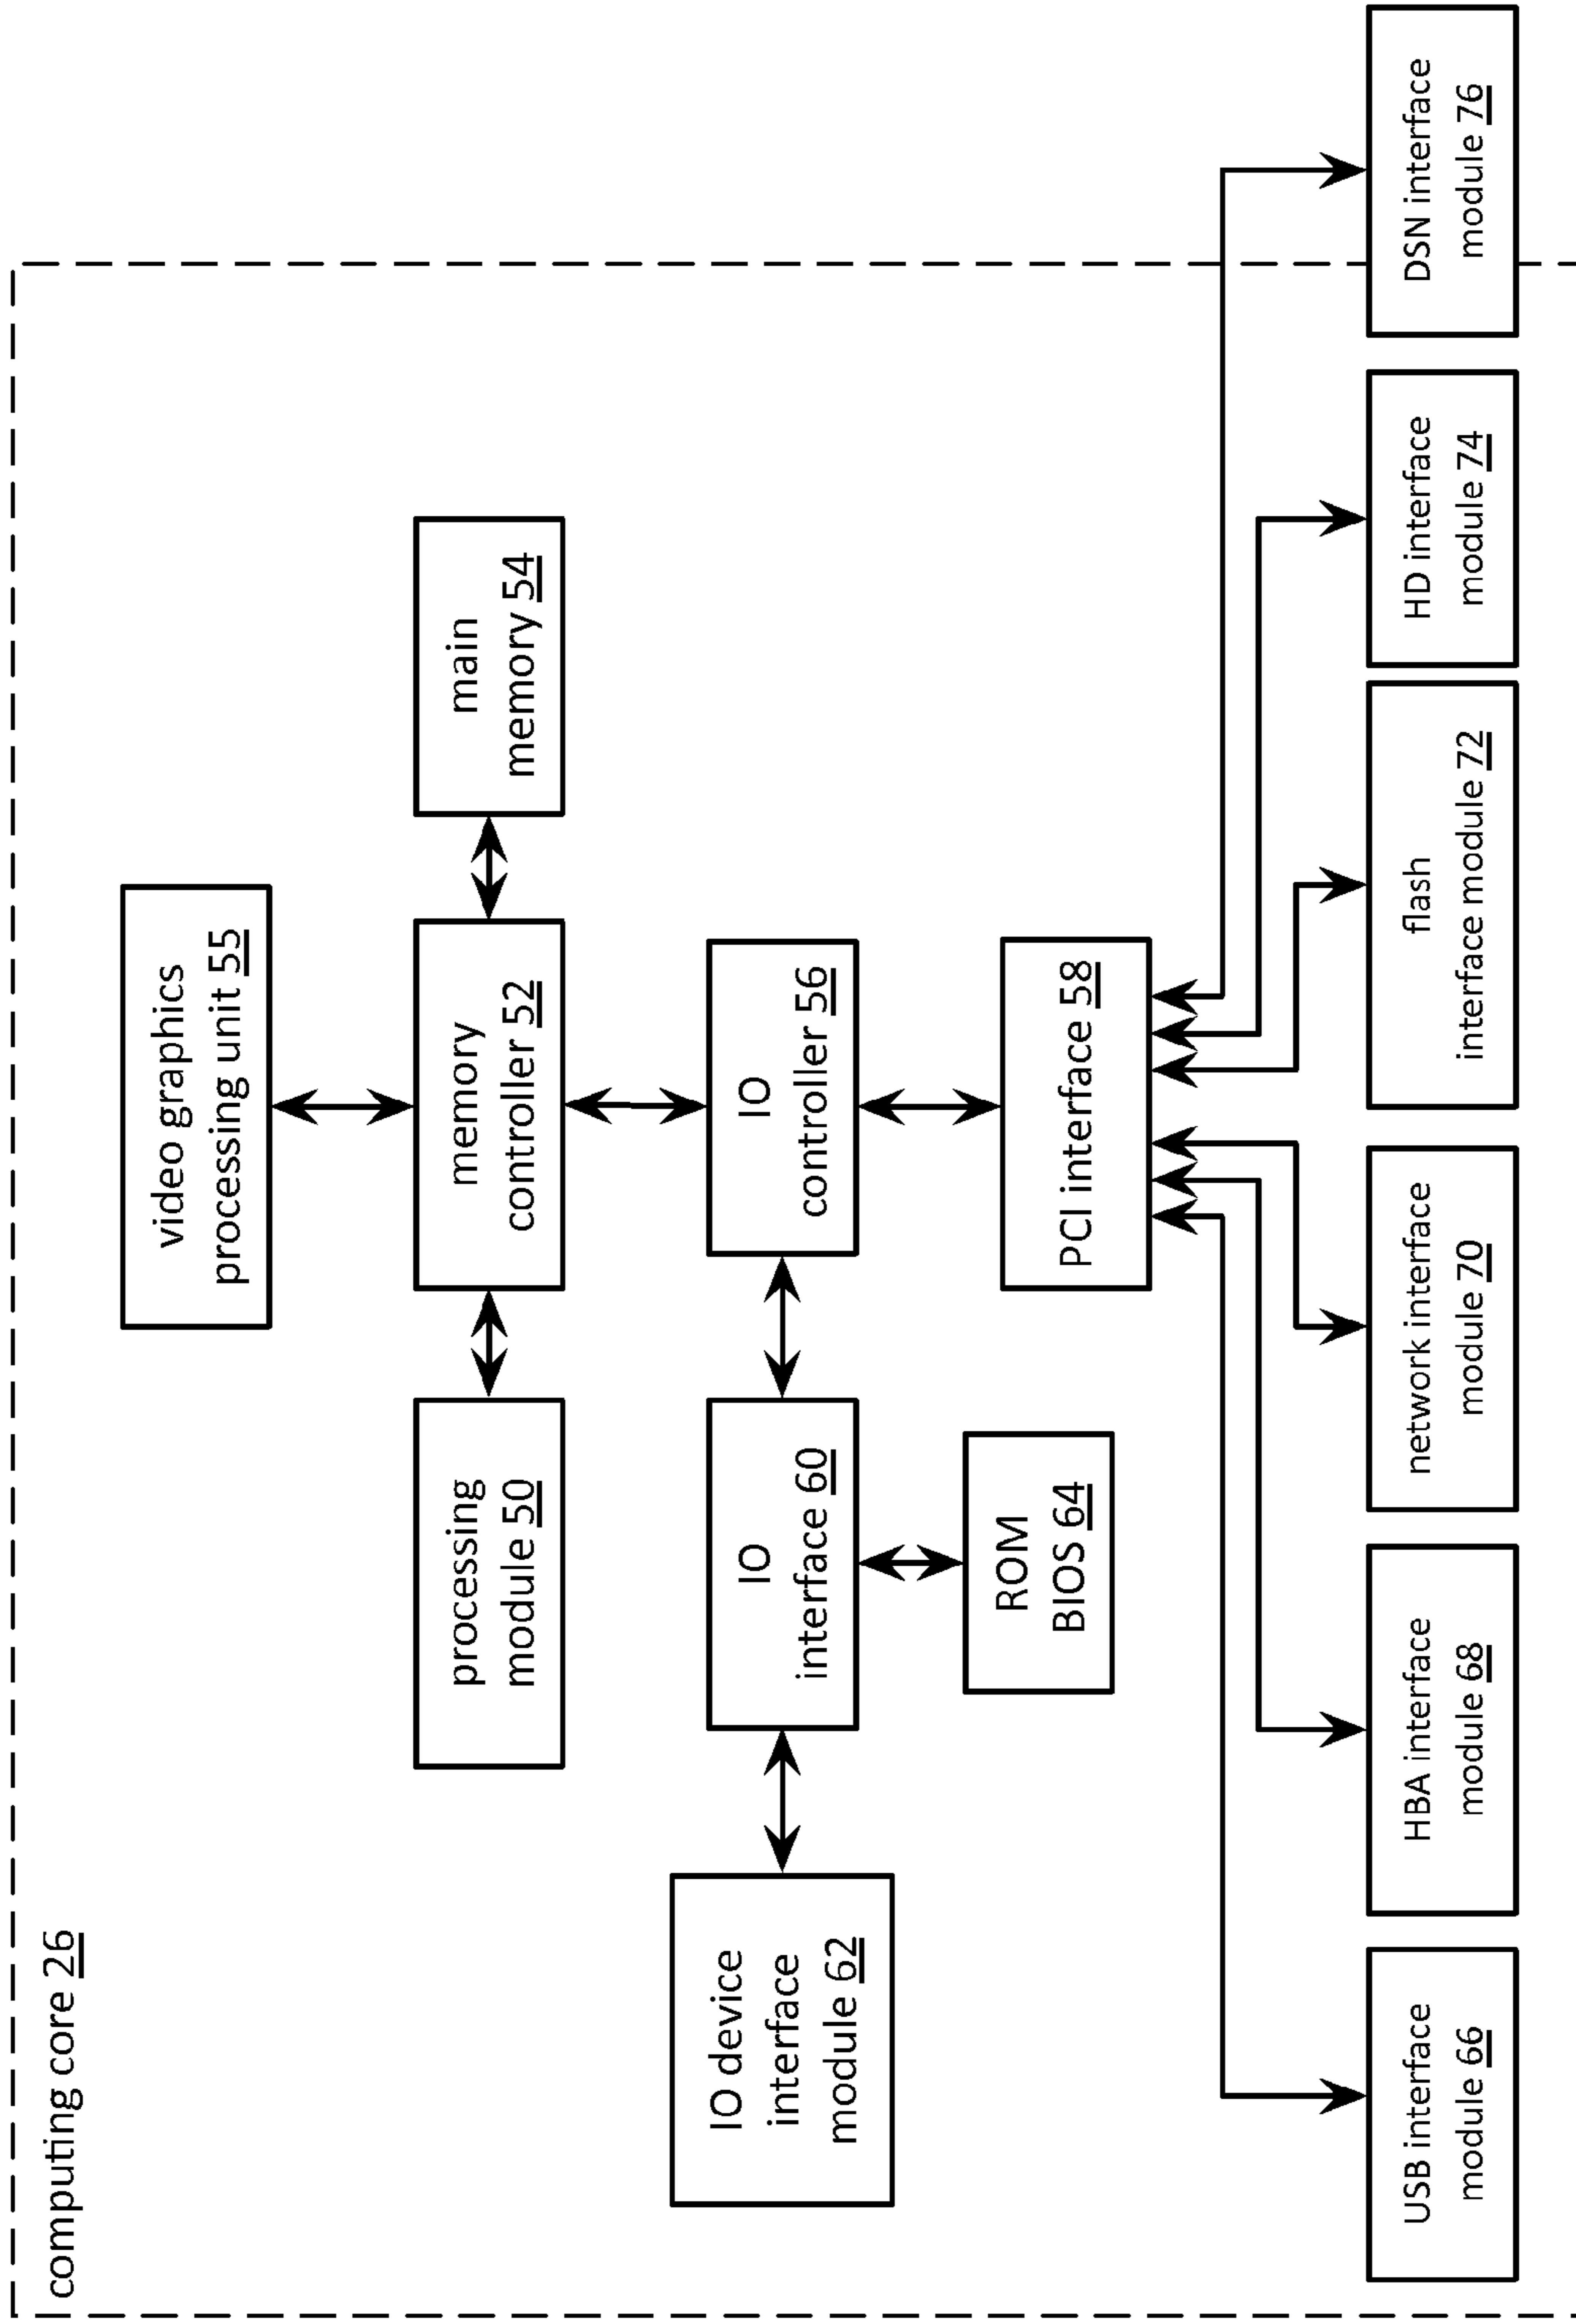 computing core 26
video graphics
processing unit 55
processing
module 50
memory
controller 52
main
memory 54
IO device
interface
module 62
IO
interface 60
IO
controller 56
ROM
BIOS 64
PCI interface 58
USB interface
module 66
HBA interface
module 68
network interface
module 70
flash
interface module 72
HD interface
module 74
DSN interface
module 76